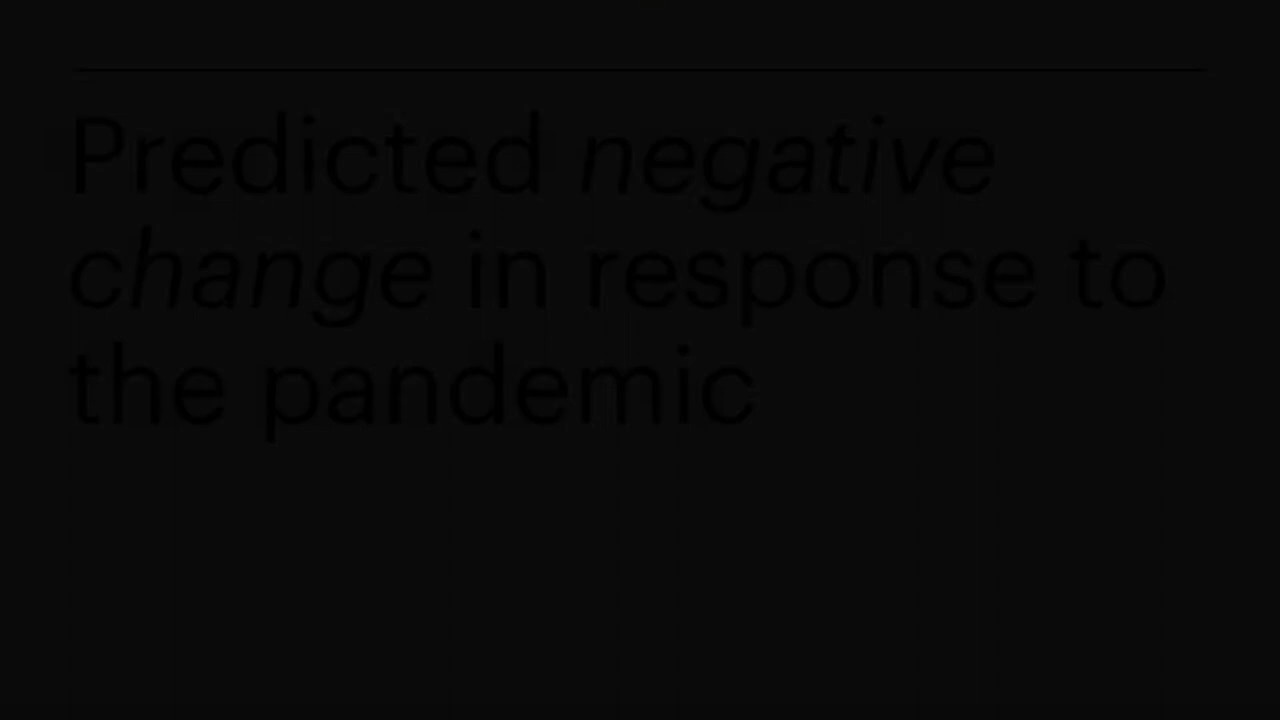 Predicted negative
change in response to
the pandemic